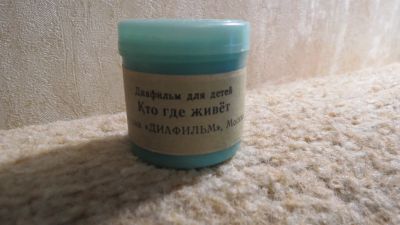 Диафильм для детей
Кто где живёт
«ДИАФИЛЬМ», Москва